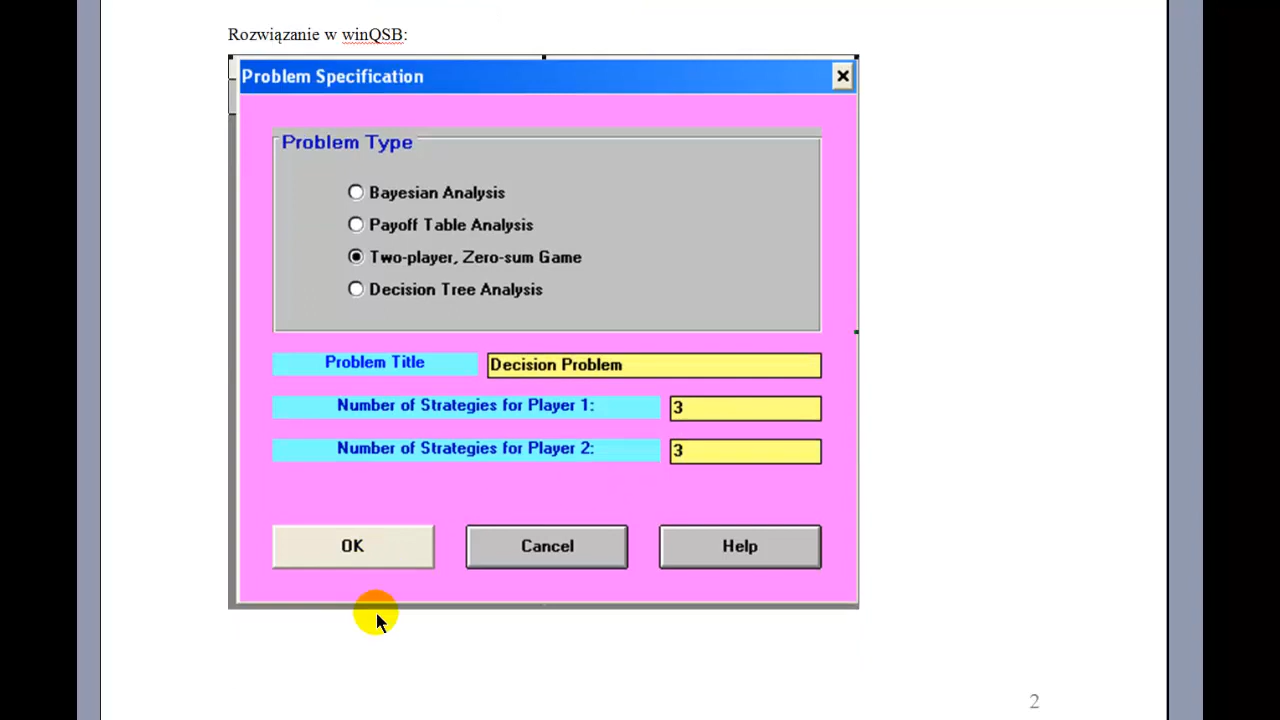 Rozwiązanie w winQSB:
Problem Specification
Problem Type
Bayesian Analysis
Payoff Table Analysis
Two-player, Zero-sum Game
Decision Tree Analysis
Problem Title Decision Problem
Number of Strategies for Player 1: 3
Number of Strategies for Player 2: 3
OK Cancel Help
2